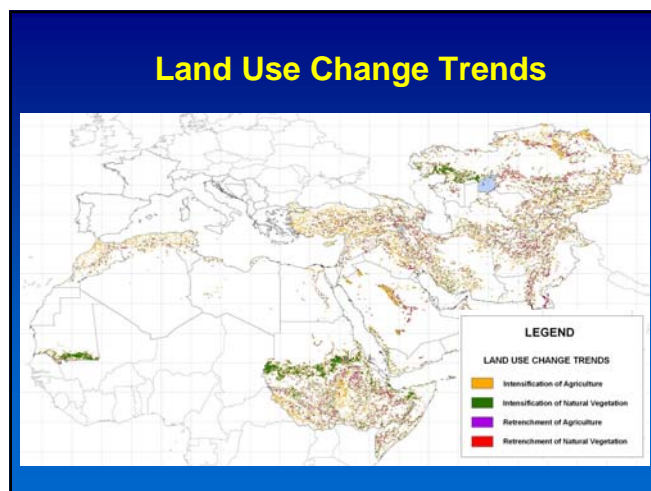 Land Use Change Trends
LEGEND
LAND USE CHANGE TRENDS
Intensification of Agriculture
Intensification of Natural Vegetation
Retrenchment of Agriculture
Retrenchment of Natural Vegetation